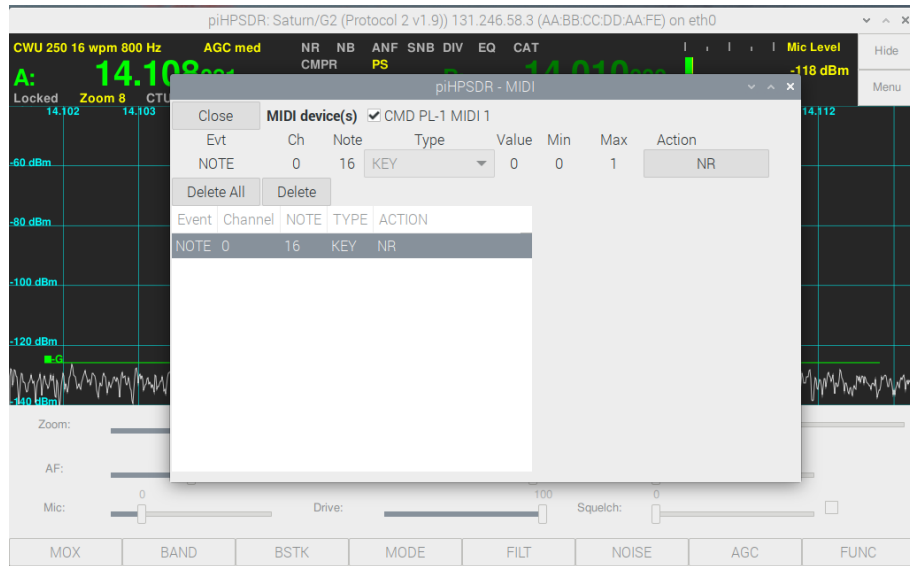 piHPSDR: Saturn/G2 (Protocol 2 v1.9)) 131.246.58.3 (AA:BB:CC:DD:AA:FE) on eth0
CWU 250 16 wpm 800 Hz AGC med NR NB ANF SNB DIV EQ CAT Mic Level Hide
CMPR PS
A: 14.108 14.010 -118 dBm
Locked Zoom 8 CTU Menu
piHPSDR - MIDI
14.102 14.103 14.112
Close MIDI device(s) CMD PL-1 MIDI 1
Evt Ch Note Type Value Min Max Action
-60 dBm NOTE 0 16 KEY 0 0 1 NR
Delete All Delete
-80 dBm Event Channel NOTE TYPE ACTION
NOTE 0 16 KEY NR
-100 dBm
-120 dBm
-G
-140 dBm
Zoom:
AF:
0 100 0
Mic: Drive: Squelch:
MOX BAND BSTK MODE FILT NOISE AGC FUNC